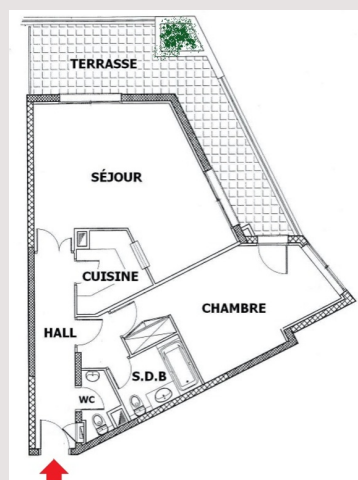 TERRASSE
SÉJOUR
CUISINE
CHAMBRE
HALL
S.D.B
WC